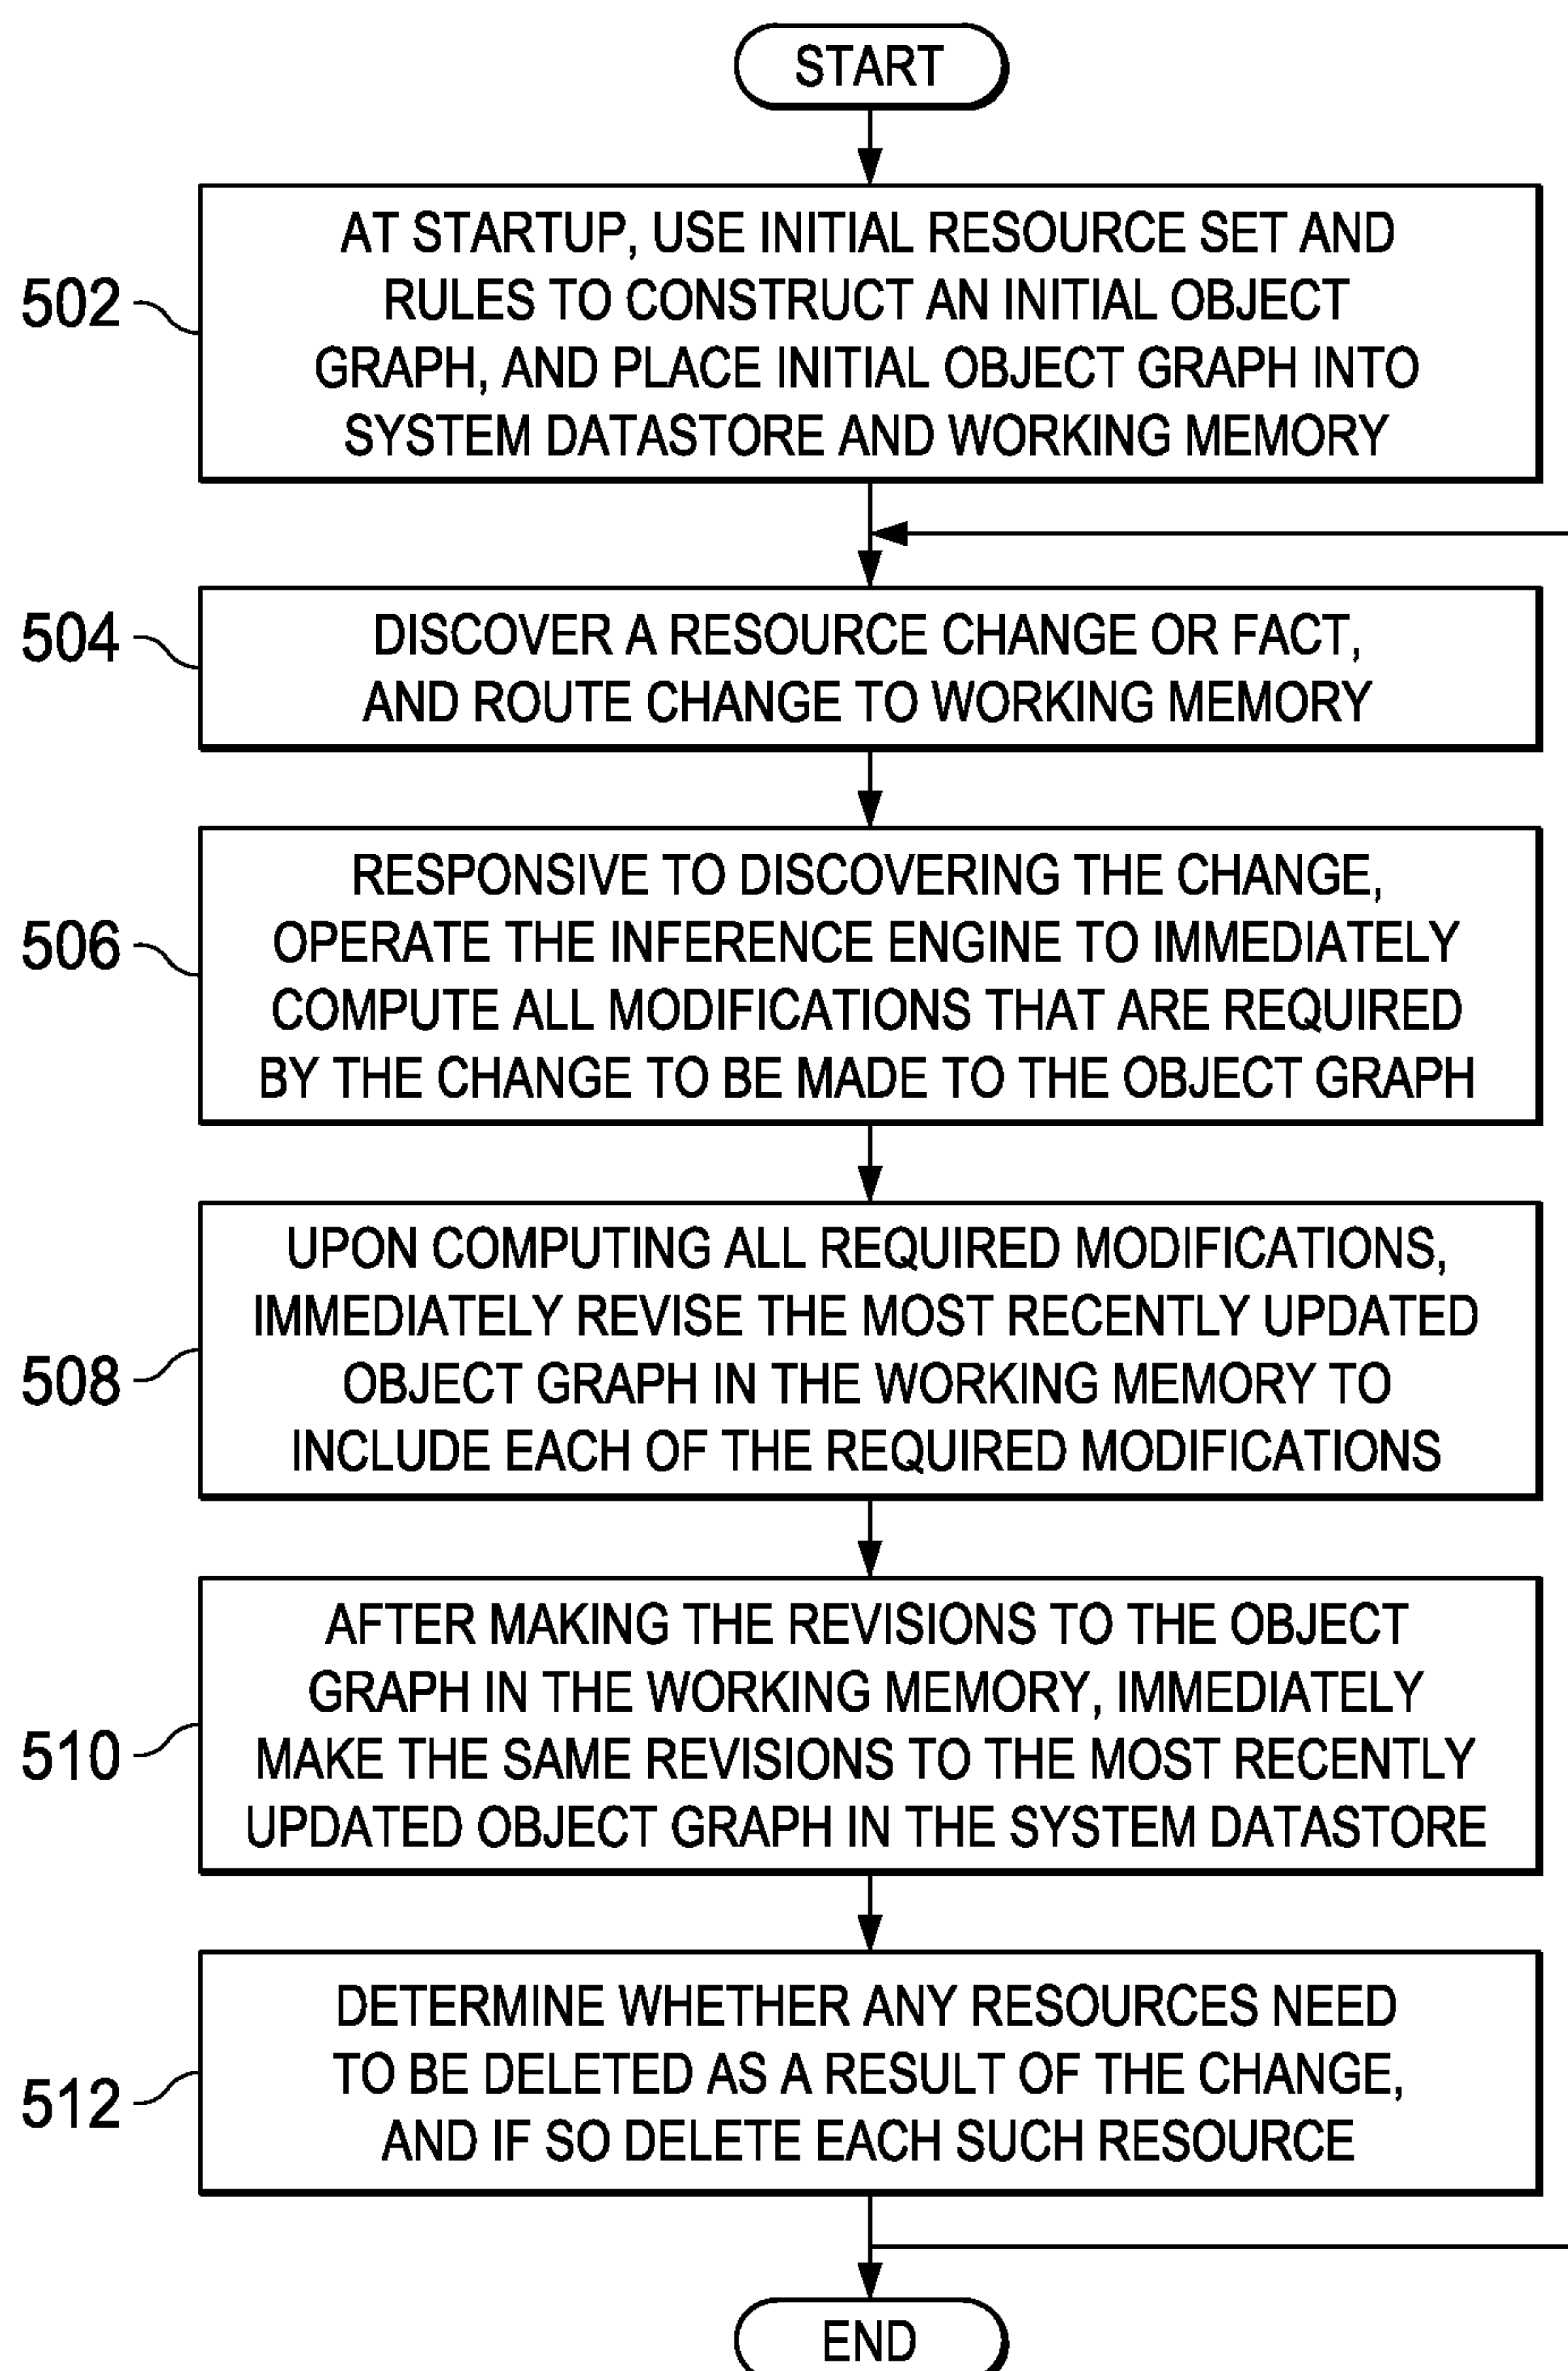 START
502
AT STARTUP, USE INITIAL RESOURCE SET AND
RULES TO CONSTRUCT AN INITIAL OBJECT
GRAPH, AND PLACE INITIAL OBJECT GRAPH INTO
SYSTEM DATASTORE AND WORKING MEMORY
504
DISCOVER A RESOURCE CHANGE OR FACT,
AND ROUTE CHANGE TO WORKING MEMORY
506
RESPONSIVE TO DISCOVERING THE CHANGE,
OPERATE THE INFERENCE ENGINE TO IMMEDIATELY
COMPUTE ALL MODIFICATIONS THAT ARE REQUIRED
BY THE CHANGE TO BE MADE TO THE OBJECT GRAPH
508
UPON COMPUTING ALL REQUIRED MODIFICATIONS,
IMMEDIATELY REVISE THE MOST RECENTLY UPDATED
OBJECT GRAPH IN THE WORKING MEMORY TO
INCLUDE EACH OF THE REQUIRED MODIFICATIONS
510
AFTER MAKING THE REVISIONS TO THE OBJECT
GRAPH IN THE WORKING MEMORY, IMMEDIATELY
MAKE THE SAME REVISIONS TO THE MOST RECENTLY
UPDATED OBJECT GRAPH IN THE SYSTEM DATASTORE
512
DETERMINE WHETHER ANY RESOURCES NEED
TO BE DELETED AS A RESULT OF THE CHANGE,
AND IF SO DELETE EACH SUCH RESOURCE
END